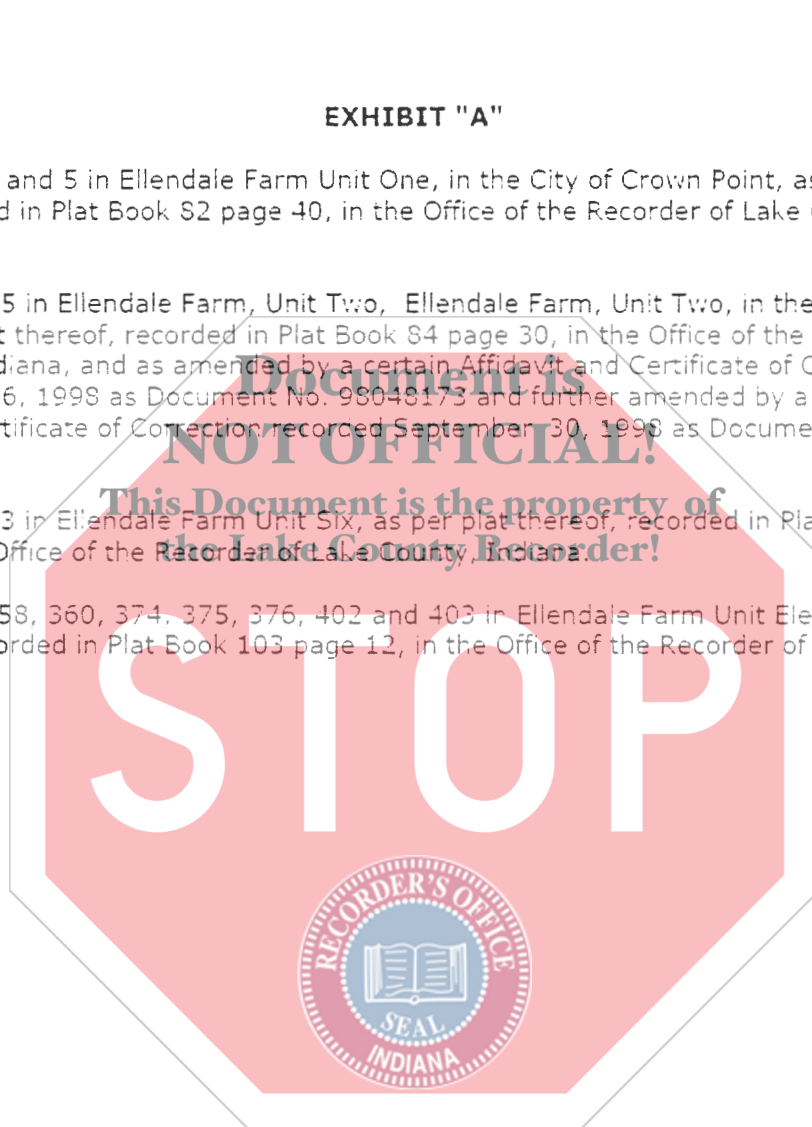 EXHIBIT "A"
and 5 in Ellendale Farm Unit One, in the City of Crown Point, as
d in Plat Book 82 page 40, in the Office of the Recorder of Lake
5 in Ellendale Farm, Unit Two, Ellendale Farm, Unit Two, in the
t thereof, recorded in Plat Book 84 page 30, in the Office of the
diana, and as amended by a certain Affidavit and Certificate of C
6, 1998 as Document No. 98048173 and further amended by a
tificate of Correction recorded September 30, 1998 as Docume
3 in Ellendale Farm Unit Six, as per plat thereof, recorded in Pla
Office of the Recorder of Lake County, Indiana.
58, 360, 374, 375, 376, 402 and 403 in Ellendale Farm Unit Ele
orded in Plat Book 103 page 12, in the Office of the Recorder of
Document is
NOT OFFICIAL!
This Document is the property of
the Lake County Recorder!
STOP
RECORDER'S OFFICE
SEAL
INDIANA